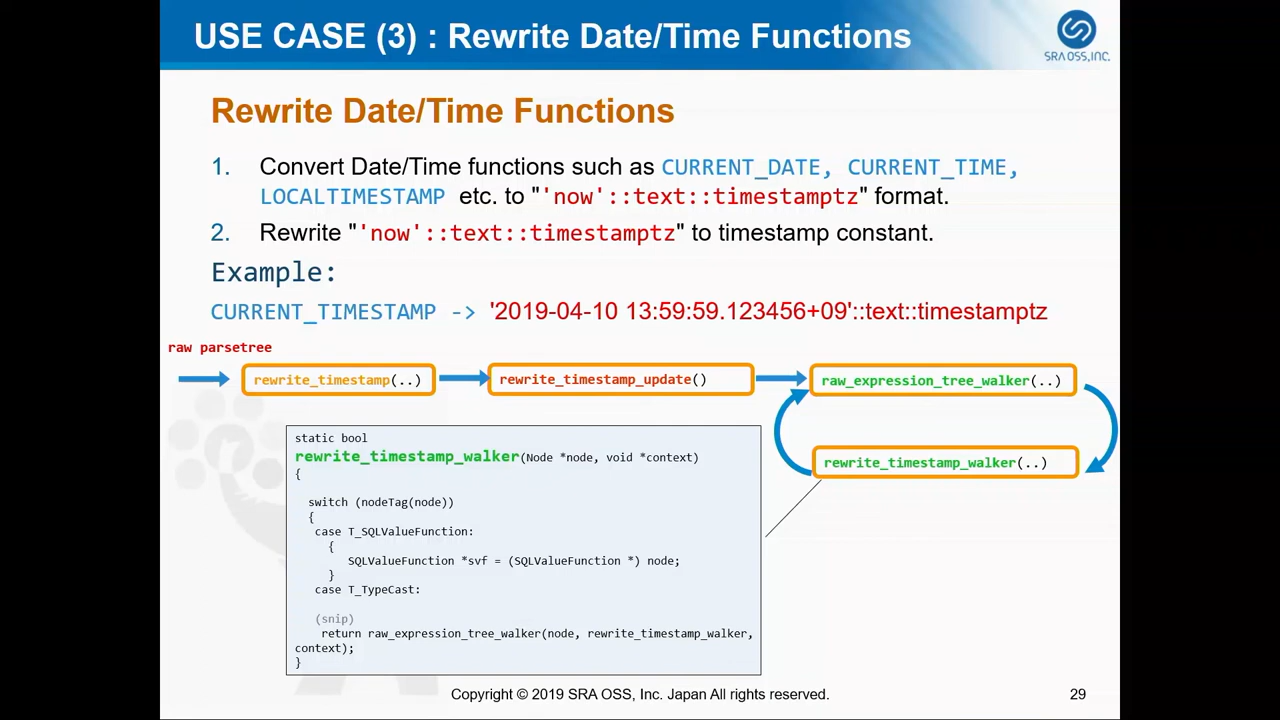 USE CASE (3) : Rewrite Date/Time Functions
SRA OSS, INC.
Rewrite Date/Time Functions
1. Convert Date/Time functions such as CURRENT_DATE, CURRENT_TIME,
LOCALTIMESTAMP etc. to "'now'::text::timestamptz" format.
2. Rewrite "'now'::text::timestamptz" to timestamp constant.
Example:
CURRENT_TIMESTAMP -> '2019-04-10 13:59:59.123456+09'::text::timestamptz
raw parsetree
rewrite_timestamp(..)
rewrite_timestamp_update()
raw_expression_tree_walker(..)
rewrite_timestamp_walker(..)
static bool
rewrite_timestamp_walker(Node *node, void *context)
{
switch (nodeTag(node))
{
case T_SQLValueFunction:
{
SQLValueFunction *svf = (SQLValueFunction *) node;
}
case T_TypeCast:
(snip)
return raw_expression_tree_walker(node, rewrite_timestamp_walker,
context);
}
Copyright © 2019 SRA OSS, Inc. Japan All rights reserved.
29